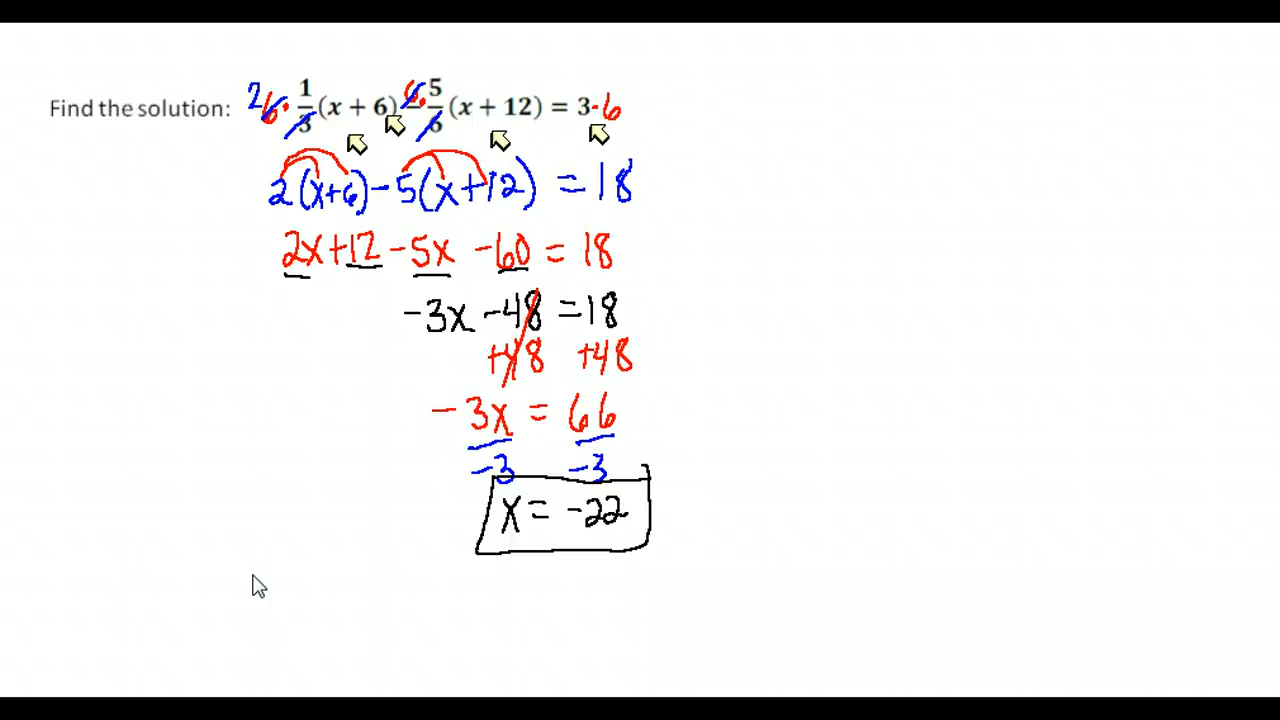 Find the solution: 2 6· 1/3 (x + 6) − 6· 5/6 (x + 12) = 3·6
2(x+6) − 5(x+12) = 18
2x + 12 − 5x − 60 = 18
−3x − 48 = 18
+48 +48
−3x = 66
−3 −3
x = −22